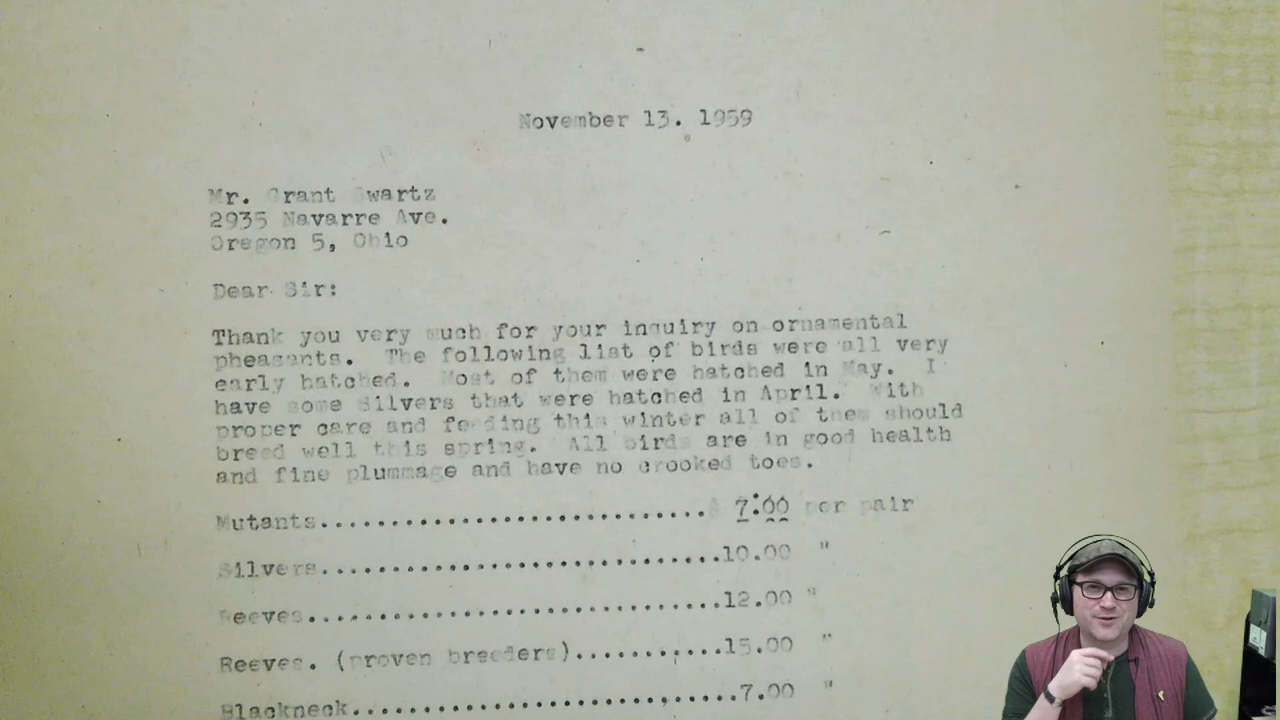 November 13. 1959
Mr. Grant Swartz
2935 Navarre Ave.
Oregon 5, Ohio
Dear Sir:
Thank you very much for your inquiry on ornamental
pheasants. The following list of birds were all very
early hatched. Most of them were hatched in May. I
have some Silvers that were hatched in April. With
proper care and feeding this winter all of them should
breed well this spring. All birds are in good health
and fine plummage and have no crooked toes.
Mutants.................................$ 7.00 per pair
Silvers..................................10.00 "
Reeves...................................12.00 "
Reeves. (proven breeders)............15.00 "
Blackneck................................7.00 "